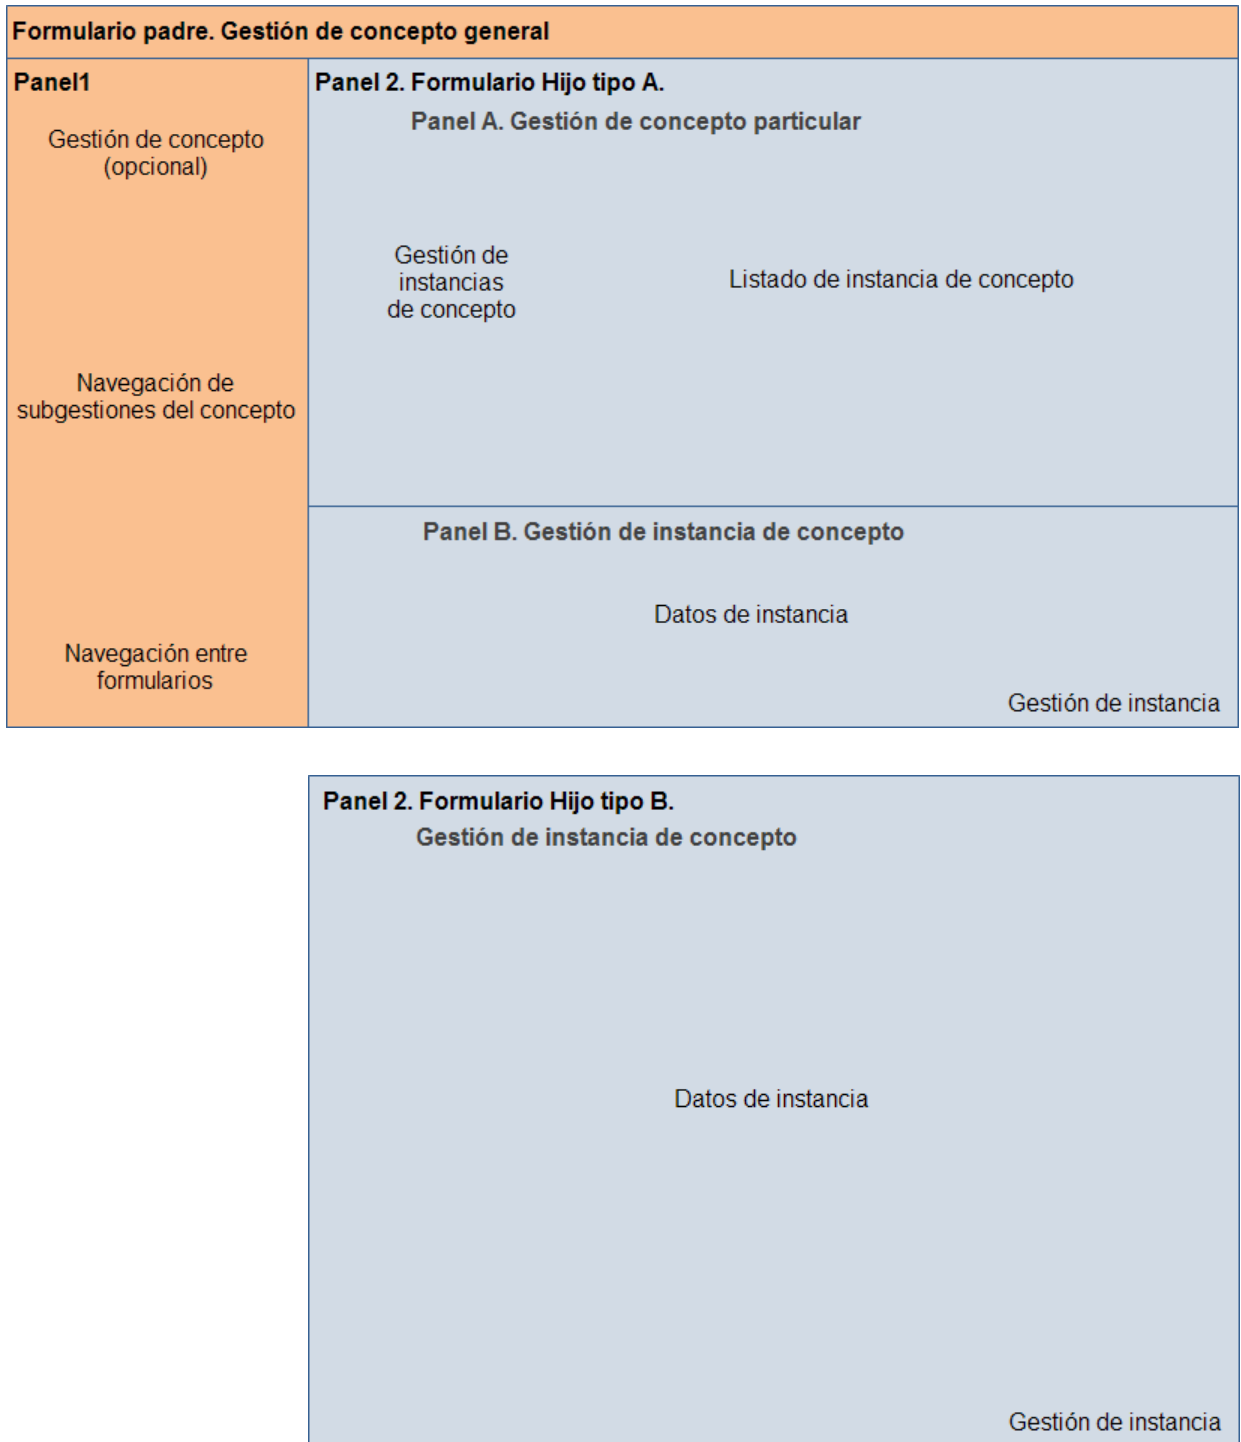 Formulario padre. Gestión de concepto general
Panel1
Gestión de concepto
(opcional)
Navegación de
subgestiones del concepto
Navegación entre
formularios
Panel 2. Formulario Hijo tipo A.
Panel A. Gestión de concepto particular
Gestión de
instancias
de concepto
Listado de instancia de concepto
Panel B. Gestión de instancia de concepto
Datos de instancia
Gestión de instancia
Panel 2. Formulario Hijo tipo B.
Gestión de instancia de concepto
Datos de instancia
Gestión de instancia